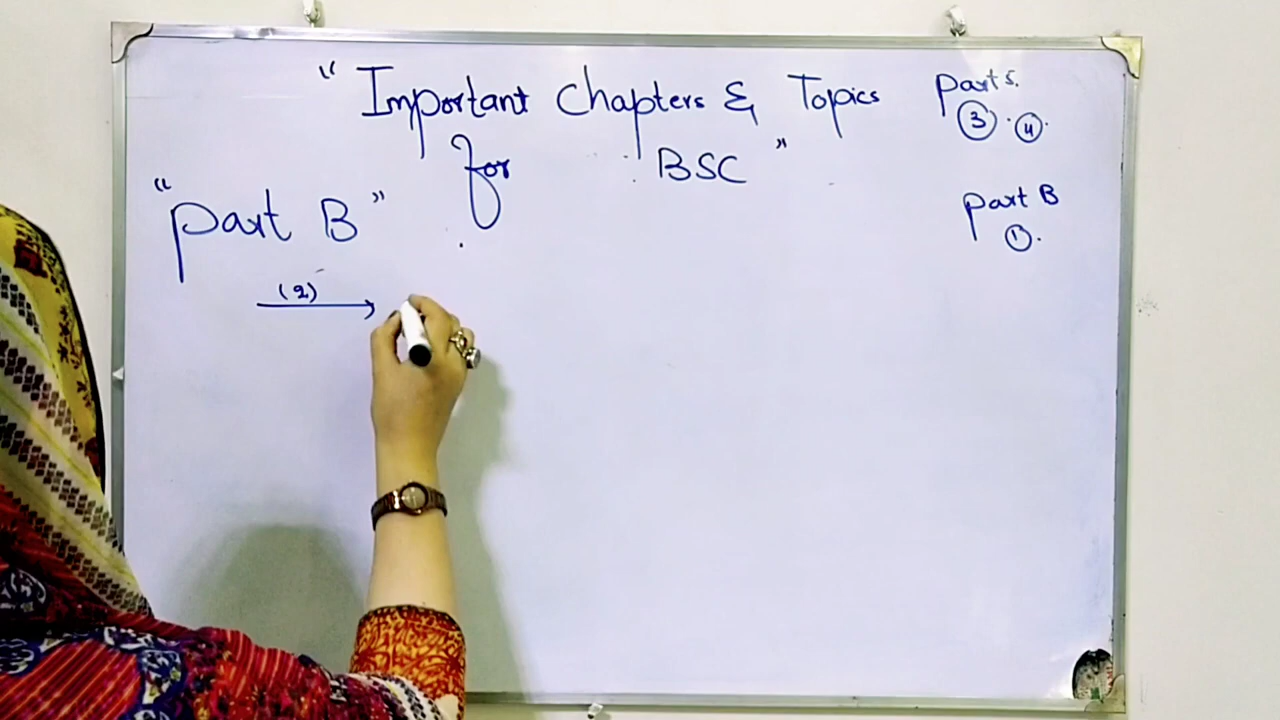 “ Important Chapters & Topics
for BSC ”
Parts.
③ . ④ .
“ Part B ”
(2)
Part B
① .